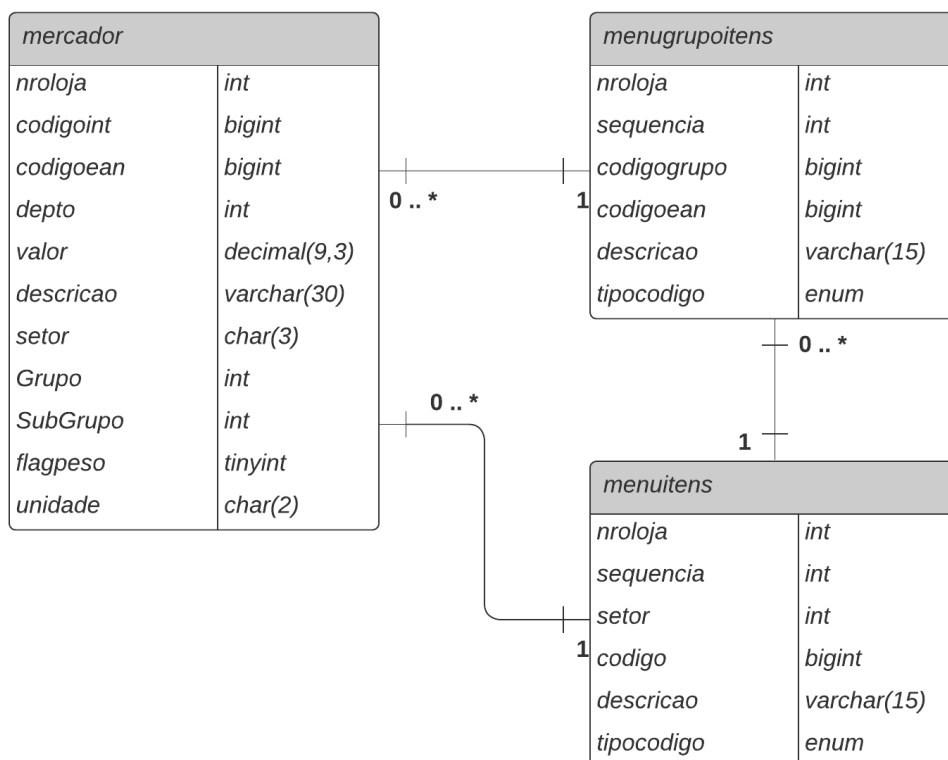 mercador
nroloja int
codigoint bigint
codigoean bigint
depto int
valor decimal(9,3)
descricao varchar(30)
setor char(3)
Grupo int
SubGrupo int
flagpeso tinyint
unidade char(2)
0 .. *
1
menugrupoitens
nroloja int
sequencia int
codigogrupo bigint
codigoean bigint
descricao varchar(15)
tipocodigo enum
0 .. *
1
0 .. *
1
menuitens
nroloja int
sequencia int
setor int
codigo bigint
descricao varchar(15)
tipocodigo enum